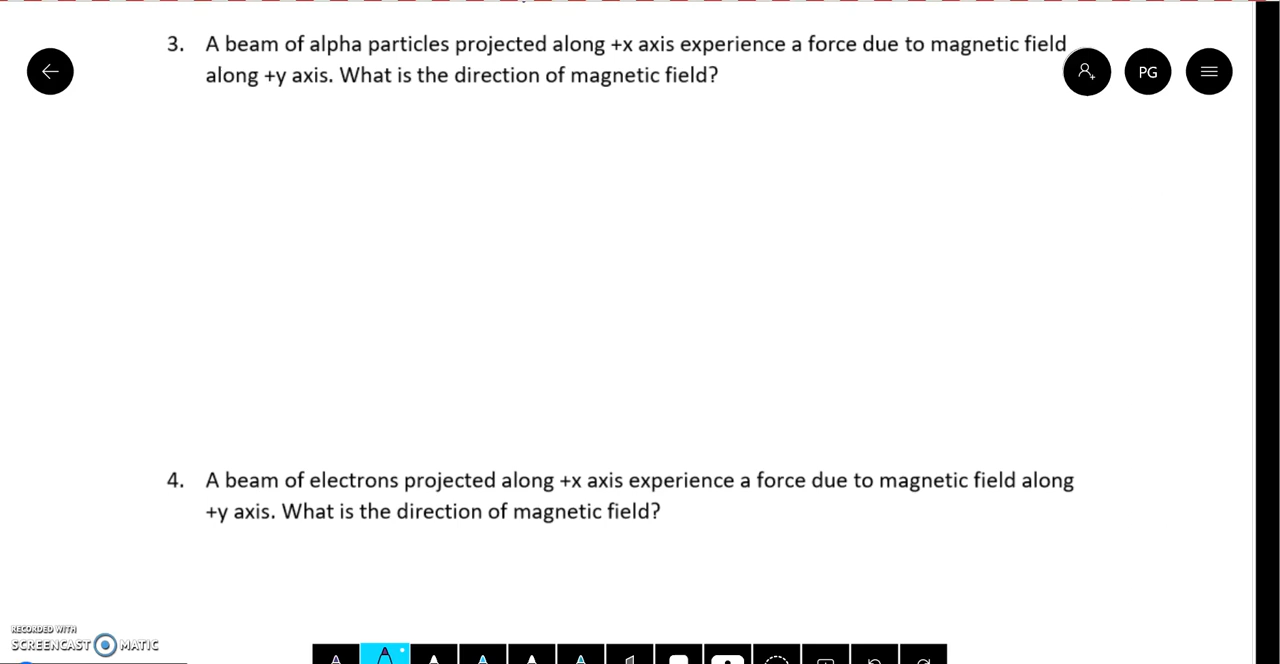 3. A beam of alpha particles projected along +x axis experience a force due to magnetic field
along +y axis. What is the direction of magnetic field?
PG
4. A beam of electrons projected along +x axis experience a force due to magnetic field along
+y axis. What is the direction of magnetic field?
RECORDED WITH
SCREENCAST MATIC